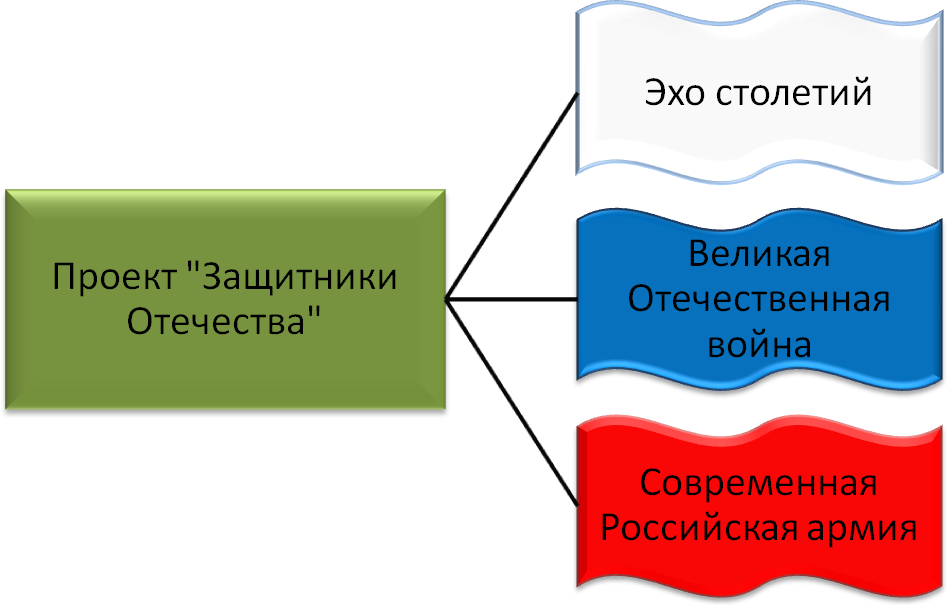 Проект "Защитники
Отечества"
Эхо столетий
Великая
Отечественная
война
Современная
Российская армия